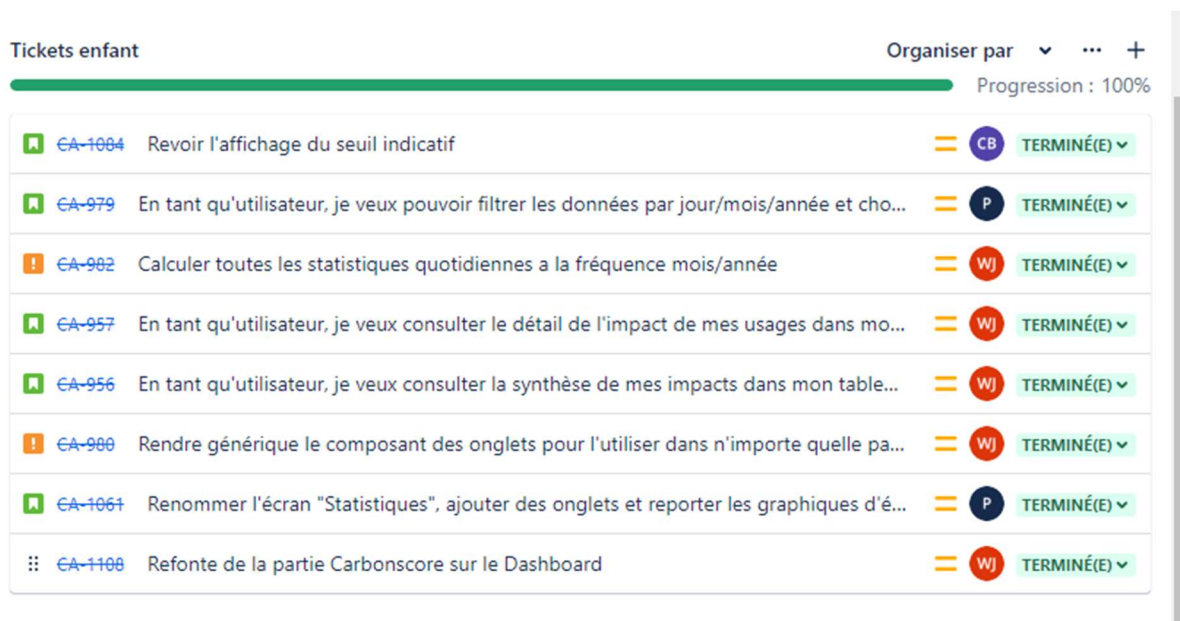 Tickets enfant
Organiser par
Progression : 100%
CA-1084 Revoir l'affichage du seuil indicatif CB TERMINÉ(E)
CA-979 En tant qu'utilisateur, je veux pouvoir filtrer les données par jour/mois/année et cho... P TERMINÉ(E)
CA-982 Calculer toutes les statistiques quotidiennes a la fréquence mois/année WJ TERMINÉ(E)
CA-957 En tant qu'utilisateur, je veux consulter le détail de l'impact de mes usages dans mo... WJ TERMINÉ(E)
CA-956 En tant qu'utilisateur, je veux consulter la synthèse de mes impacts dans mon table... WJ TERMINÉ(E)
CA-980 Rendre générique le composant des onglets pour l'utiliser dans n'importe quelle pa... WJ TERMINÉ(E)
CA-1061 Renommer l'écran "Statistiques", ajouter des onglets et reporter les graphiques d'é... P TERMINÉ(E)
CA-1108 Refonte de la partie Carbonscore sur le Dashboard WJ TERMINÉ(E)